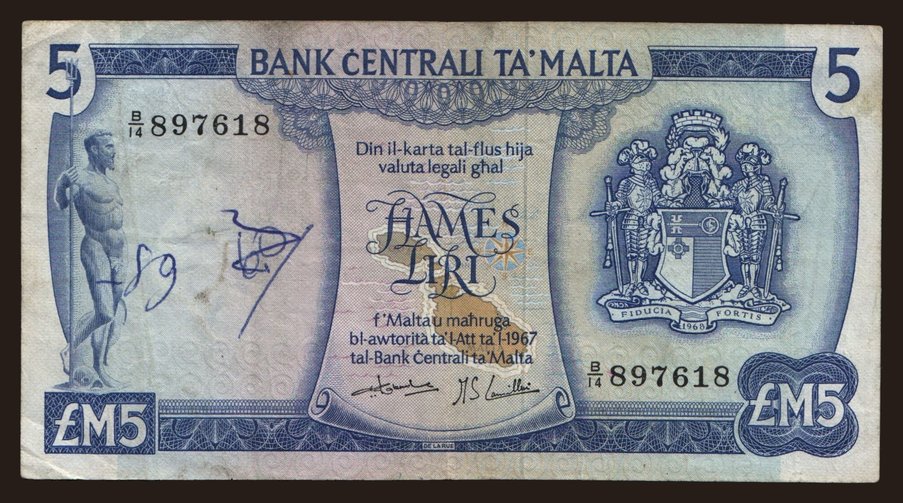 5 BANK ĊENTRALI TA' MALTA 5
B/14 897618
Din il-karta tal-flus hija
valuta legali għal
ĦAMES
LIRI
-89
f'Malta u maħruġa
bl-awtorità ta'l-Att ta'l-1967
tal-Bank Ċentrali ta' Malta
FIDUCIA FORTIS
1968
B/14 897618
£M5 £M5
DE LA RUE